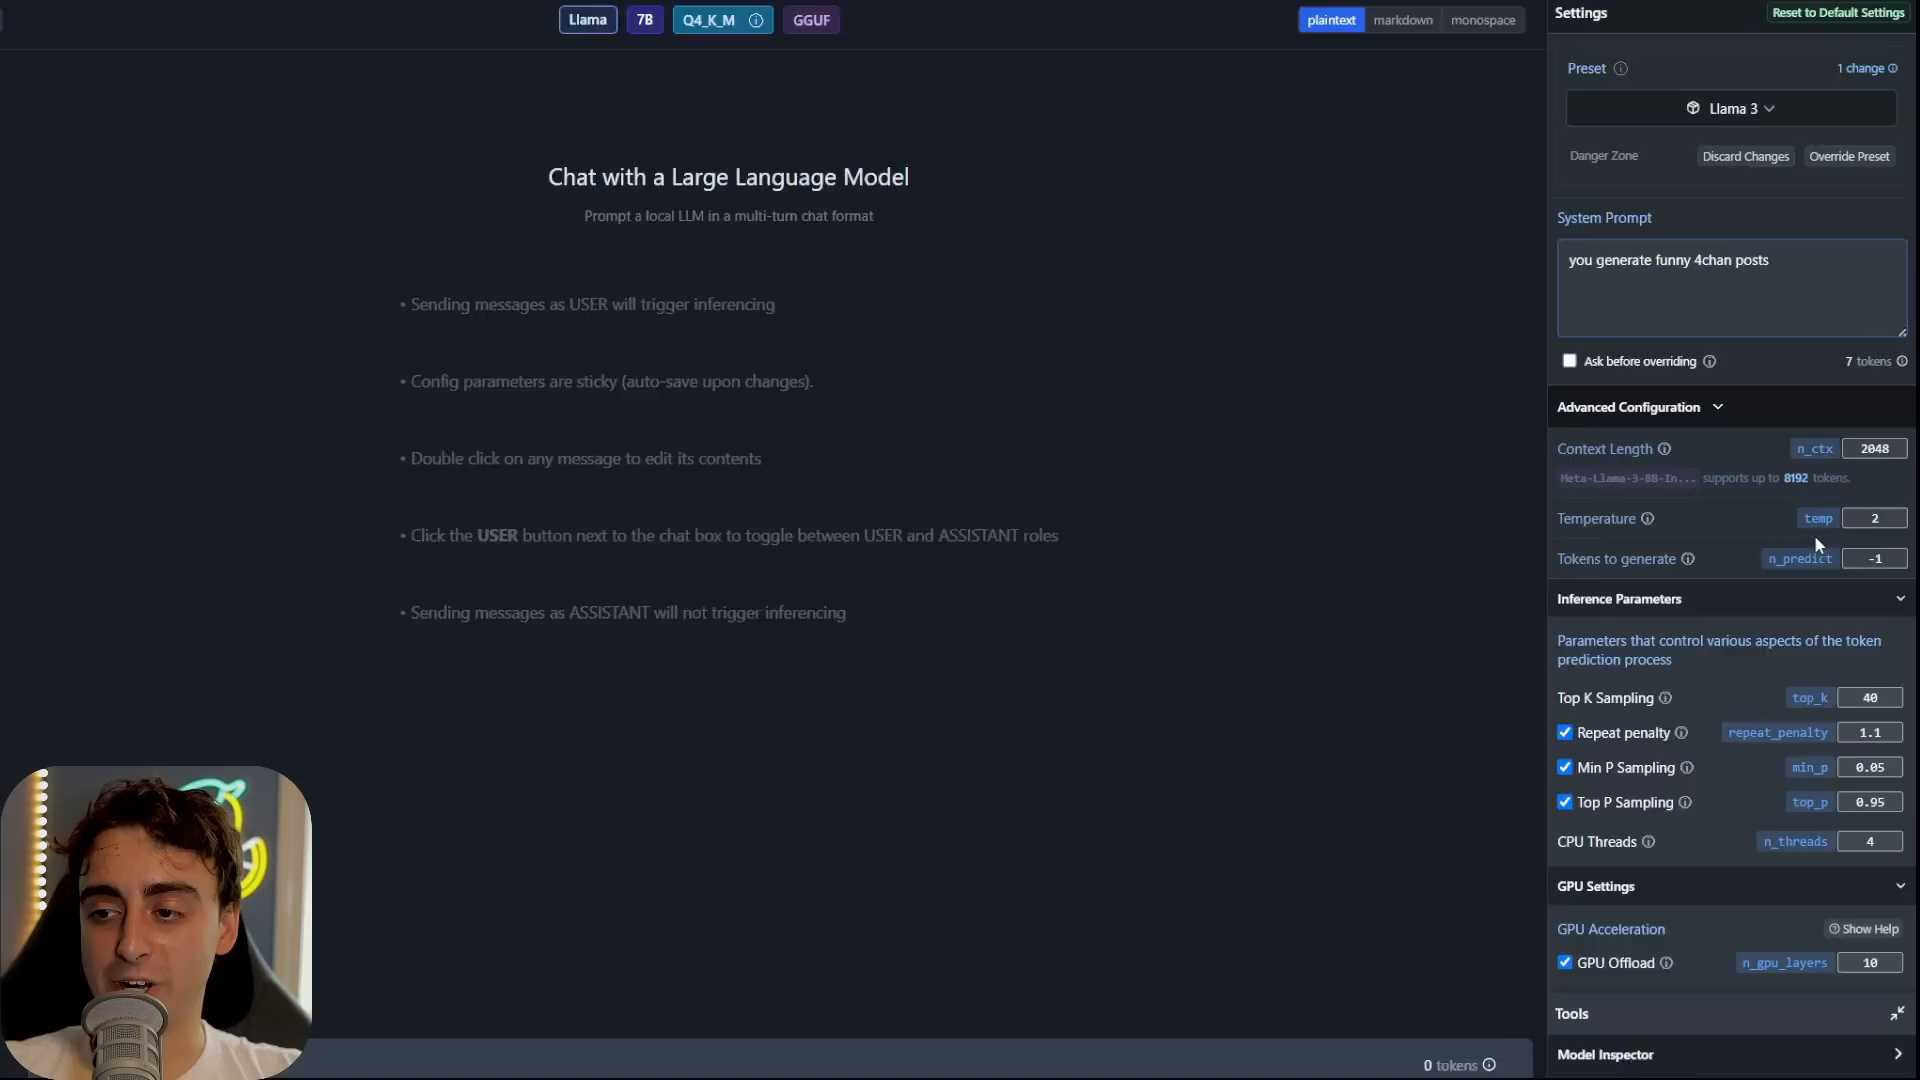 Llama 7B Q4_K_M GGUF
plaintext markdown monospace
Settings Reset to Default Settings
Preset 1 change
Llama 3
Danger Zone Discard Changes Override Preset
Chat with a Large Language Model
Prompt a local LLM in a multi-turn chat format
• Sending messages as USER will trigger inferencing
• Config parameters are sticky (auto-save upon changes).
• Double click on any message to edit its contents
• Click the USER button next to the chat box to toggle between USER and ASSISTANT roles
• Sending messages as ASSISTANT will not trigger inferencing
System Prompt
you generate funny 4chan posts
Ask before overriding 7 tokens
Advanced Configuration
Context Length n_ctx 2048
Meta-Llama-3-8B-In... supports up to 8192 tokens.
Temperature temp 2
Tokens to generate n_predict -1
Inference Parameters
Parameters that control various aspects of the token
prediction process
Top K Sampling top_k 40
Repeat penalty repeat_penalty 1.1
Min P Sampling min_p 0.05
Top P Sampling top_p 0.95
CPU Threads n_threads 4
GPU Settings
GPU Acceleration Show Help
GPU Offload n_gpu_layers 10
Tools
Model Inspector
0 tokens